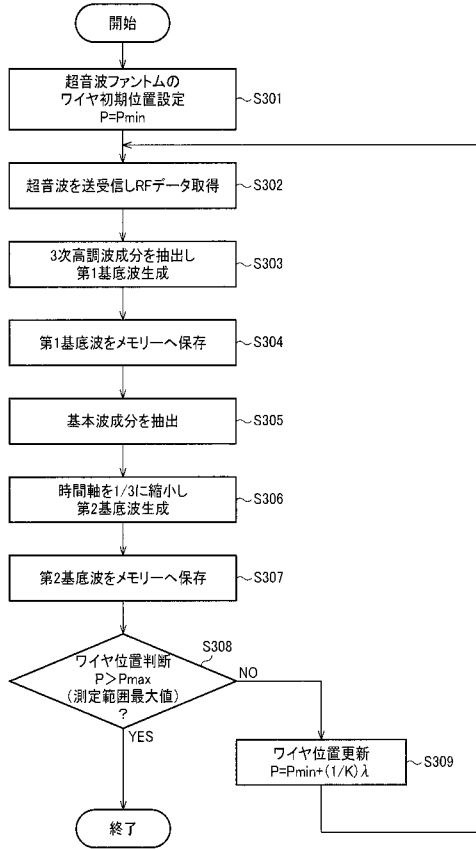 開始
超音波ファントムの
ワイヤ初期位置設定
P=Pmin
S301
超音波を送受信しRFデータ取得
S302
3次高調波成分を抽出し
第1基底波生成
S303
第1基底波をメモリーへ保存
S304
基本波成分を抽出
S305
時間軸を1/3に縮小し
第2基底波生成
S306
第2基底波をメモリーへ保存
S307
S308
ワイヤ位置判断
P>Pmax
(測定範囲最大値)
?
NO
YES
ワイヤ位置更新
P=Pmin+(1/K)λ
S309
終了